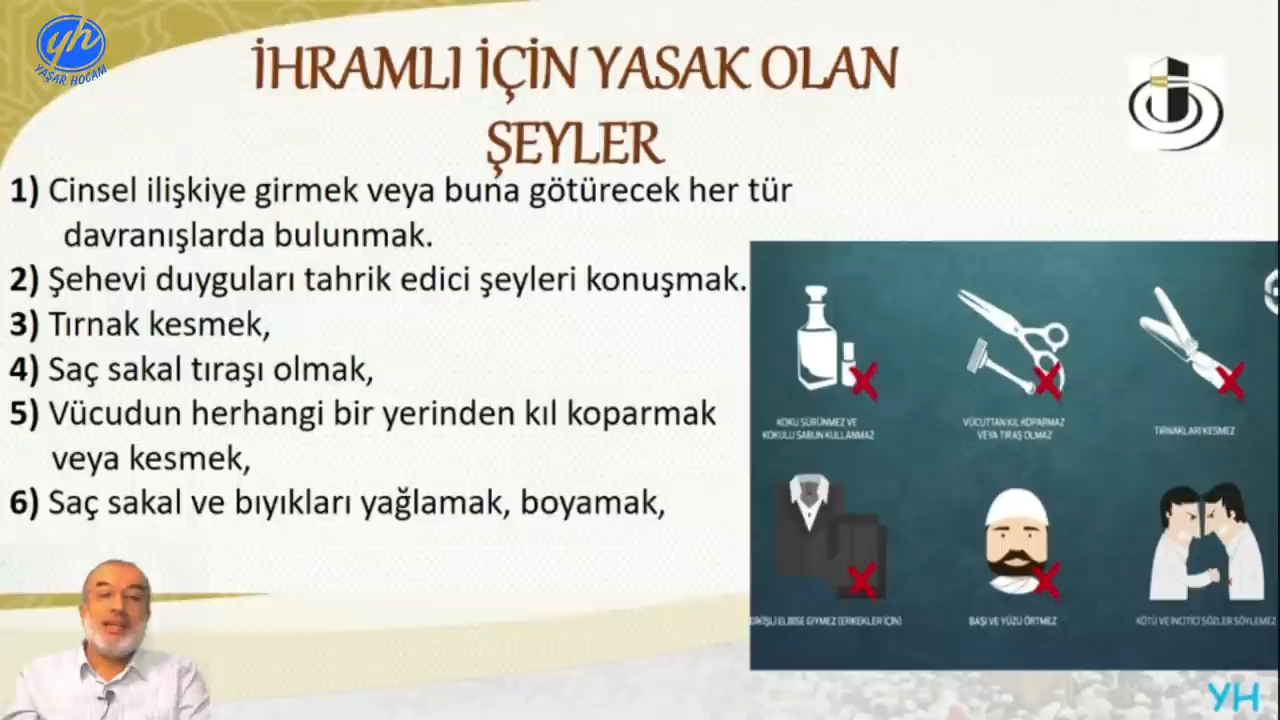 yh
YAŞAR HOCAM
İHRAMLI İÇİN YASAK OLAN
ŞEYLER
1) Cinsel ilişkiye girmek veya buna götürecek her tür
davranışlarda bulunmak.
2) Şehevi duyguları tahrik edici şeyleri konuşmak.
3) Tırnak kesmek,
4) Saç sakal tıraşı olmak,
5) Vücudun herhangi bir yerinden kıl koparmak
veya kesmek,
6) Saç sakal ve bıyıkları yağlamak, boyamak,
KOKU SÜRÜNMEZ VE
KOKULU SABUN KULLANMAZ
VÜCUTTAN KIL KOPARMAZ
VEYA TIRAŞ OLMAZ
TIRNAKLARI KESMEZ
DİKİŞLİ ELBİSE GİYMEZ (ERKEKLER İÇİN)
BAŞI VE YÜZÜ ÖRTMEZ
KÖTÜ VE İNCİTİCİ SÖZLER SÖYLEMEZ
YH